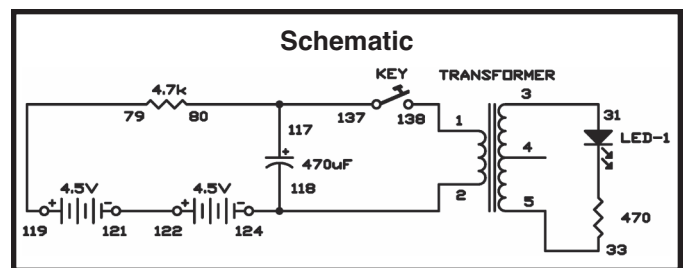 Schematic
KEY TRANSFORMER
4.7k
79 80
137 138
117
+
470uF
118
1
2
3
4
5
31
LED-1
470
33
4.5V 4.5V
+ - + -
119 121 122 124